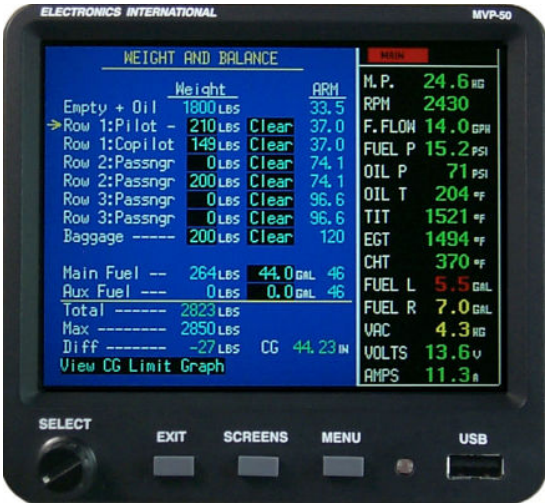 ELECTRONICS INTERNATIONAL
MVP-50
WEIGHT AND BALANCE
Weight ARM
Empty + Oil 1800 LBS 33.5
Row 1:Pilot - 210 LBS Clear 37.0
Row 1:Copilot 149 LBS Clear 37.0
Row 2:Passngr 0 LBS Clear 74.1
Row 2:Passngr 200 LBS Clear 74.1
Row 3:Passngr 0 LBS Clear 96.6
Row 3:Passngr 0 LBS Clear 96.6
Baggage ----- 200 LBS Clear 120
Main Fuel -- 264 LBS 44.0 GAL 46
Aux Fuel --- 0 LBS 0.0 GAL 46
Total ------ 2823 LBS
Max -------- 2850 LBS
Diff ------- -27 LBS CG 44.23 IN
View CG Limit Graph
MAIN
M.P. 24.6 HG
RPM 2430
F.FLOW 14.0 GPH
FUEL P 15.2 PSI
OIL P 71 PSI
OIL T 204 °F
TIT 1521 °F
EGT 1494 °F
CHT 370 °F
FUEL L 5.5 GAL
FUEL R 7.0 GAL
VAC 4.3 HG
VOLTS 13.6 V
AMPS 11.3 A
SELECT
EXIT
SCREENS
MENU
USB